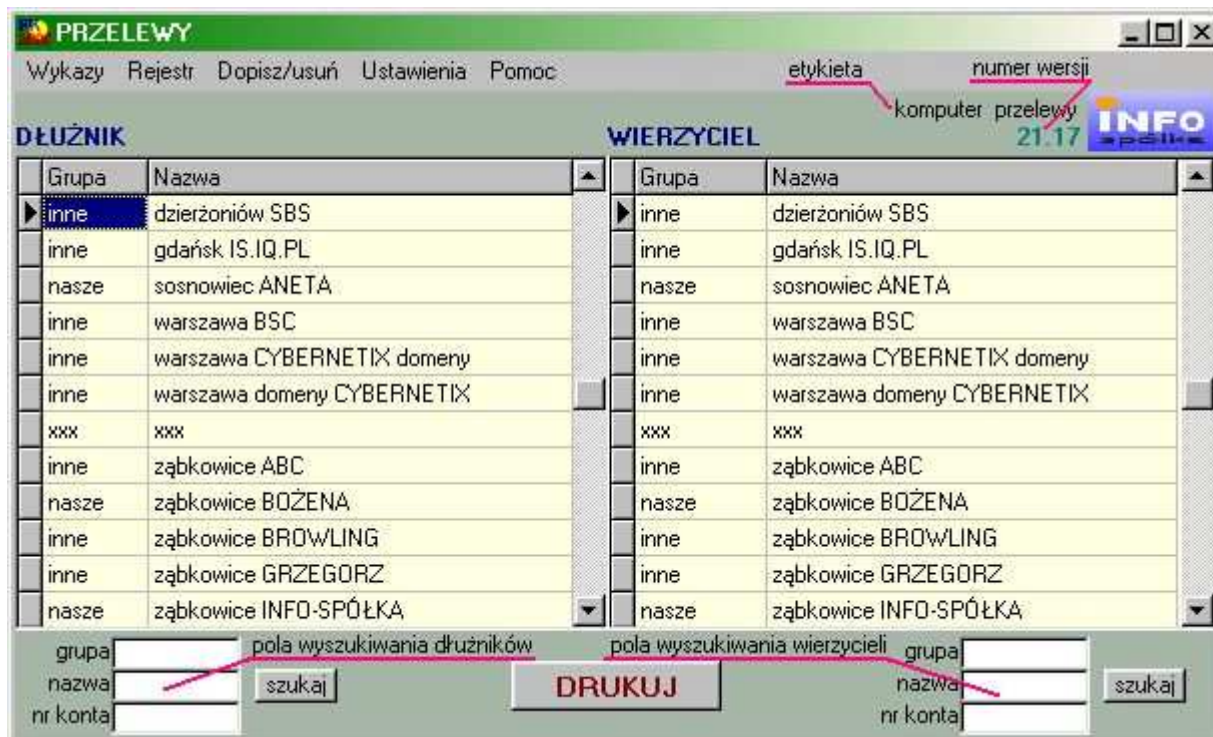 PRZELEWY
Wykazy Rejestr Dopisz/usuń Ustawienia Pomoc
etykieta numer wersji
komputer przelewy
21.17
INFO
spółka
DŁUŻNIK WIERZYCIEL
Grupa Nazwa Grupa Nazwa
inne dzierżoniów SBS inne dzierżoniów SBS
inne gdańsk IS.IQ.PL inne gdańsk IS.IQ.PL
nasze sosnowiec ANETA nasze sosnowiec ANETA
inne warszawa BSC inne warszawa BSC
inne warszawa CYBERNETIX domeny inne warszawa CYBERNETIX domeny
inne warszawa domeny CYBERNETIX inne warszawa domeny CYBERNETIX
xxx xxx xxx xxx
inne ząbkowice ABC inne ząbkowice ABC
nasze ząbkowice BOŻENA nasze ząbkowice BOŻENA
inne ząbkowice BROWLING inne ząbkowice BROWLING
inne ząbkowice GRZEGORZ inne ząbkowice GRZEGORZ
nasze ząbkowice INFO-SPÓŁKA nasze ząbkowice INFO-SPÓŁKA
grupa pola wyszukiwania dłużników pola wyszukiwania wierzycieli grupa
nazwa szukaj DRUKUJ nazwa szukaj
nr konta nr konta